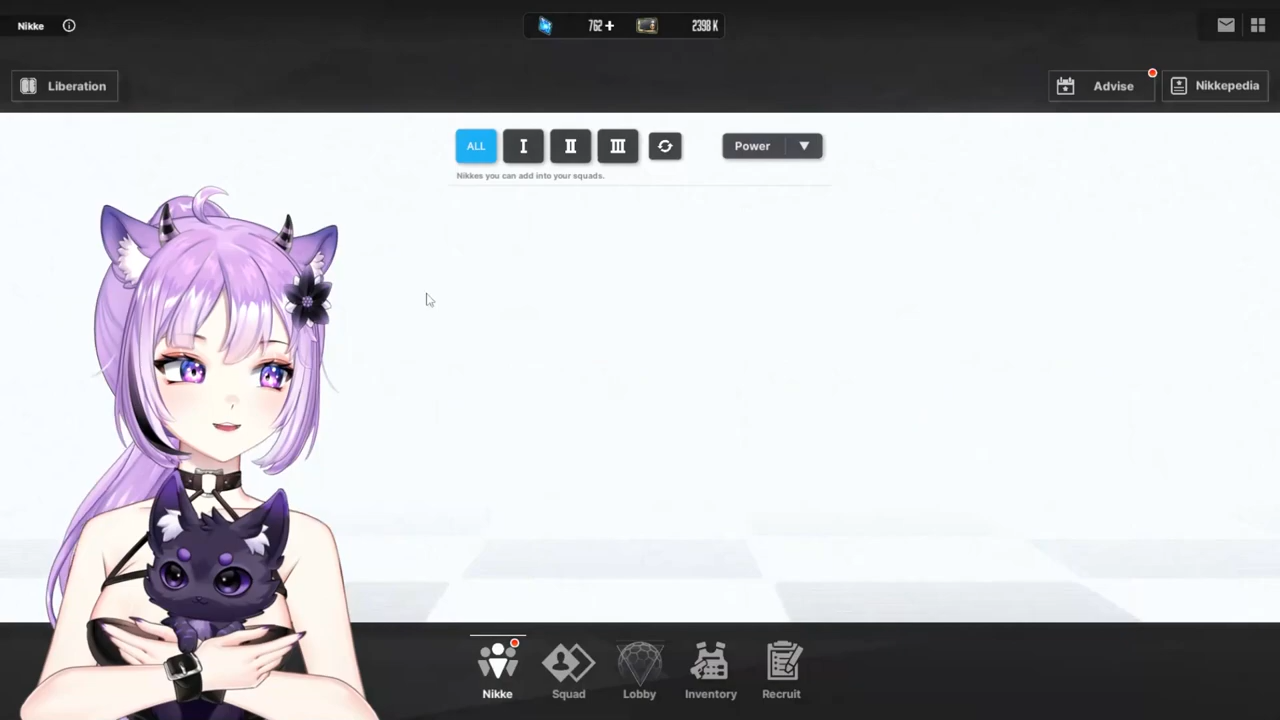 Nikke
762 +
2398 K
Liberation
Advise
Nikkepedia
ALL
I
II
III
Power
Nikkes you can add into your squads.
Nikke
Squad
Lobby
Inventory
Recruit